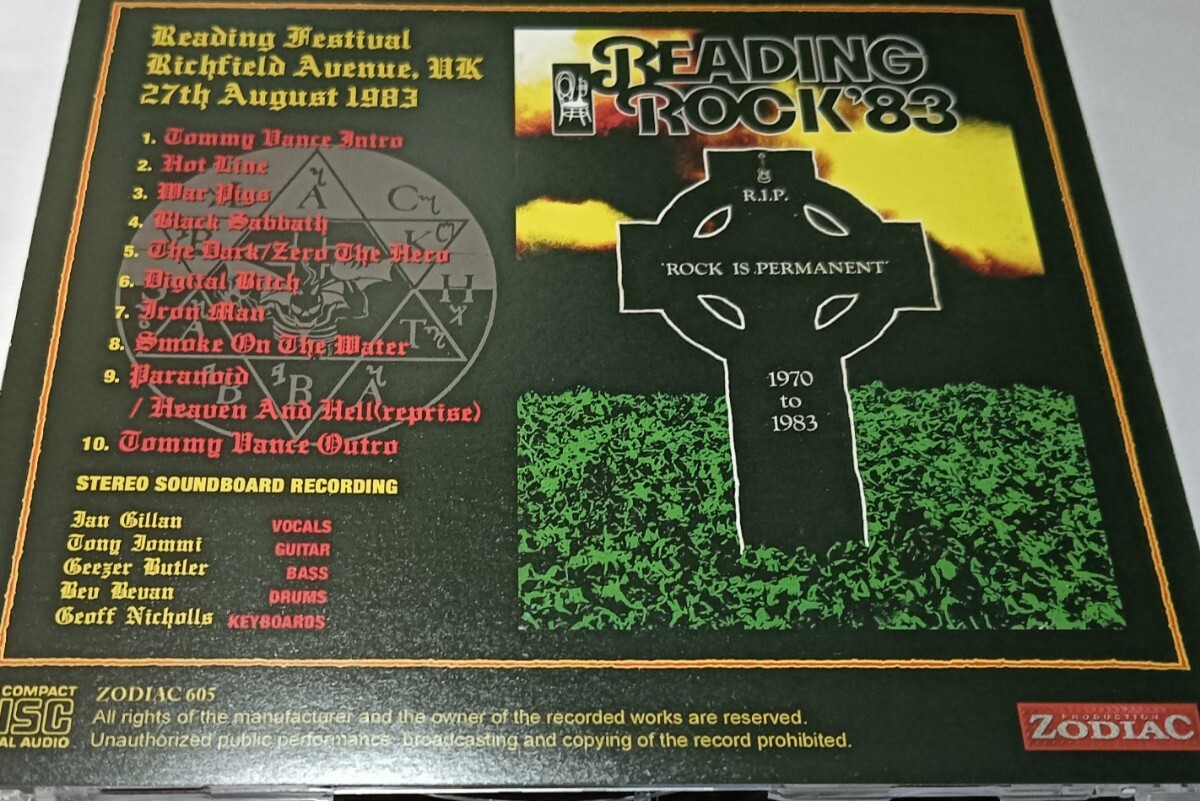 Reading Festival
Richfield Avenue, UK
27th August 1983
1. Tommy Vance Intro
2. Hot Line
3. War Pigs
4. Black Sabbath
5. The Dark/Zero The Hero
6. Digital Bitch
7. Iron Man
8. Smoke On The Water
9. Paranoid
/ Heaven And Hell(reprise)
10. Tommy Vance Outro
STEREO SOUNDBOARD RECORDING
Ian Gillan VOCALS
Tony Iommi GUITAR
Geezer Butler BASS
Bev Bevan DRUMS
Geoff Nicholls KEYBOARDS
READING
ROCK'83
R.I.P.
'ROCK IS PERMANENT'
1970
to
1983
COMPACT
DISC
AL AUDIO
ZODIAC 605
All rights of the manufacturer and the owner of the recorded works are reserved.
Unauthorized public performance, broadcasting and copying of the record prohibited.
PRODUCTION
ZODIAC